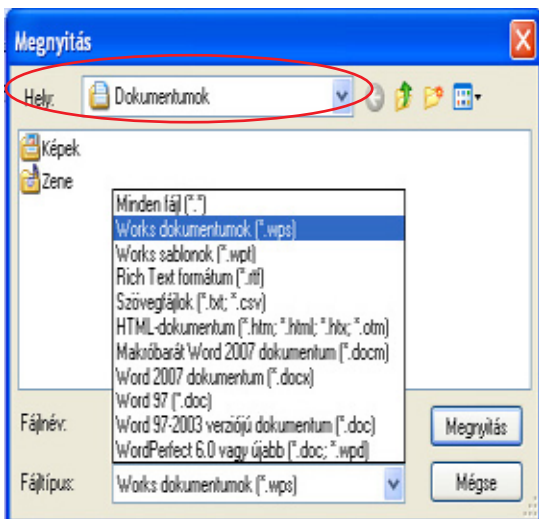 Megnyitás
Hely: Dokumentumok
Képek
Zene
Minden fájl (*.*)
Works dokumentumok (*.wps)
Works sablonok (*.wpt)
Rich Text formátum (*.rtf)
Szövegfájlok (*.txt; *.csv)
HTML-dokumentum (*.htm; *.html; *.htx; *.otm)
Makróbarát Word 2007 dokumentum (*.docm)
Word 2007 dokumentum (*.docx)
Word 97 (*.doc)
Word 97-2003 verziójú dokumentum (*.doc)
WordPerfect 6.0 vagy újabb (*.doc; *.wpd)
Fájlnév: Megnyitás
Fájltípus: Works dokumentumok (*.wps) Mégse